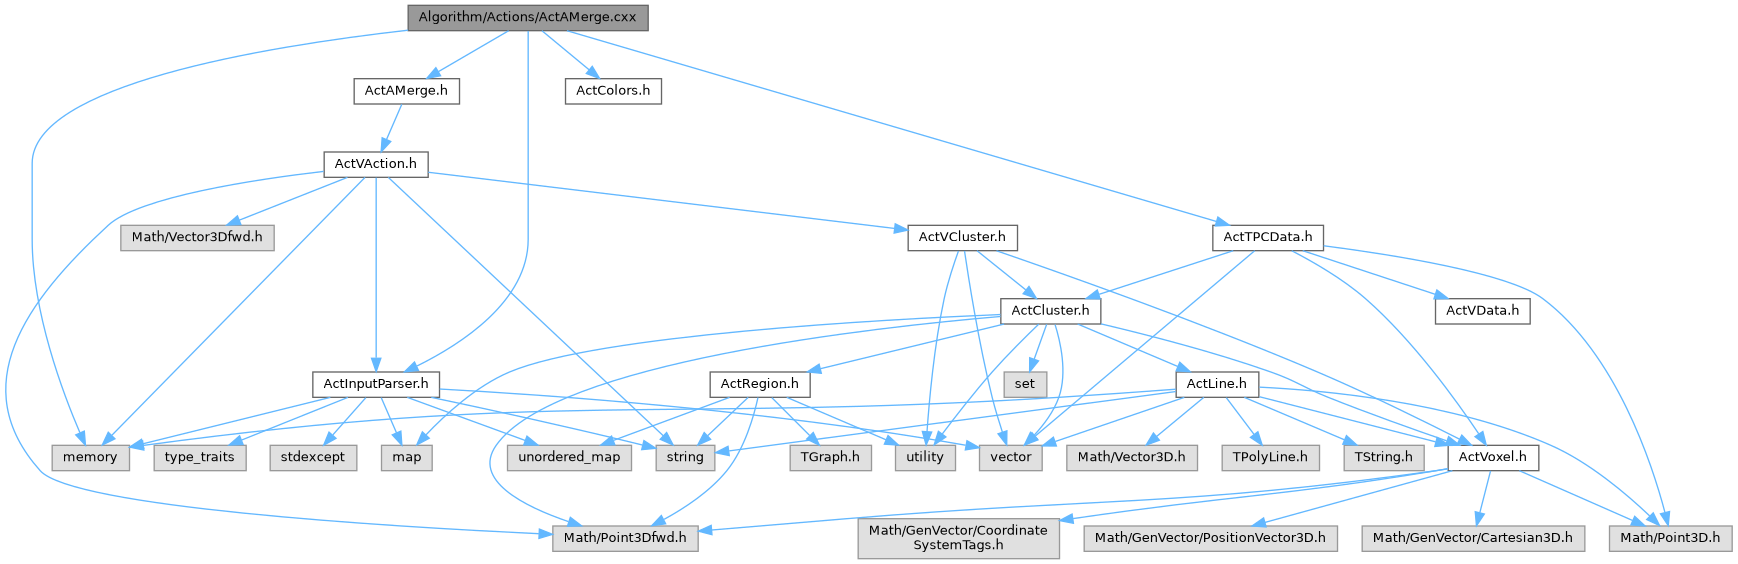 Algorithm/Actions/ActAMerge.cxx
ActAMerge.h
ActColors.h
ActVAction.h
Math/Vector3Dfwd.h
ActVCluster.h
ActTPCData.h
ActCluster.h
ActVData.h
ActInputParser.h
ActRegion.h
set
ActLine.h
memory
type_traits
stdexcept
map
unordered_map
string
TGraph.h
utility
vector
Math/Vector3D.h
TPolyLine.h
TString.h
ActVoxel.h
Math/Point3Dfwd.h
Math/GenVector/Coordinate
SystemTags.h
Math/GenVector/PositionVector3D.h
Math/GenVector/Cartesian3D.h
Math/Point3D.h